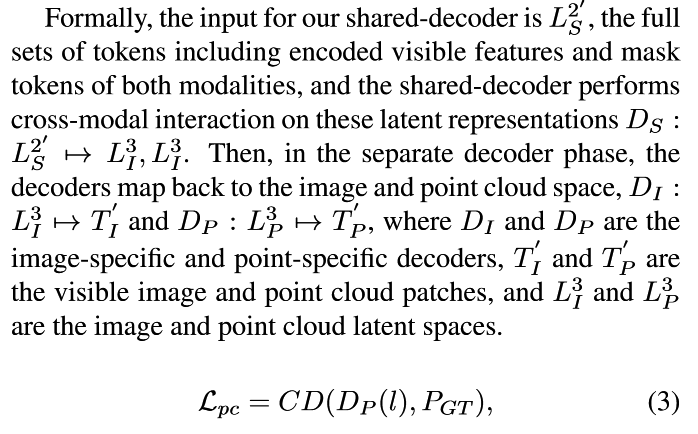 Formally, the input for our shared-decoder is $L_S^{2'}$, the full
sets of tokens including encoded visible features and mask
tokens of both modalities, and the shared-decoder performs
cross-modal interaction on these latent representations $D_S$ :
$L_S^{2'} \mapsto L_I^3, L_I^3$. Then, in the separate decoder phase, the
decoders map back to the image and point cloud space, $D_I$ :
$L_I^3 \mapsto T_I^{'}$ and $D_P : L_P^3 \mapsto T_P^{'}$, where $D_I$ and $D_P$ are the
image-specific and point-specific decoders, $T_I^{'}$ and $T_P^{'}$ are
the visible image and point cloud patches, and $L_I^3$ and $L_P^3$
are the image and point cloud latent spaces.
$\mathcal{L}_{pc} = CD(D_P(l), P_{GT}),$ (3)